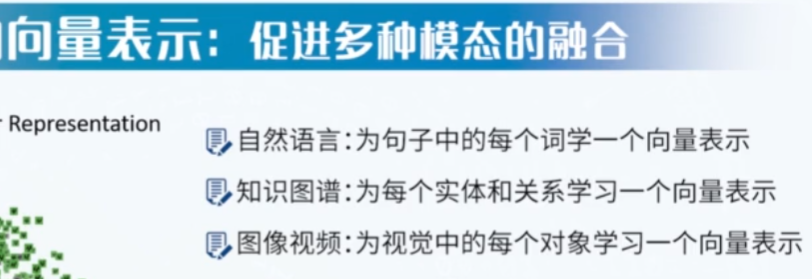 向量表示：促进多种模态的融合
Representation
自然语言：为句子中的每个词学一个向量表示
知识图谱：为每个实体和关系学习一个向量表示
图像视频：为视觉中的每个对象学习一个向量表示